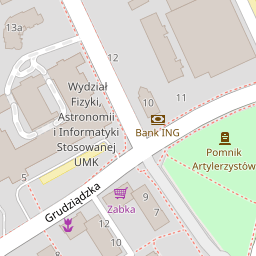 13a
12
Wydział
Fizyki,
Astronomii
i Informatyki
Stosowanej
UMK
10
11
Bank ING
Pomnik
Artylerzystów
5
Grudziądzka
Żabka
9
7
12